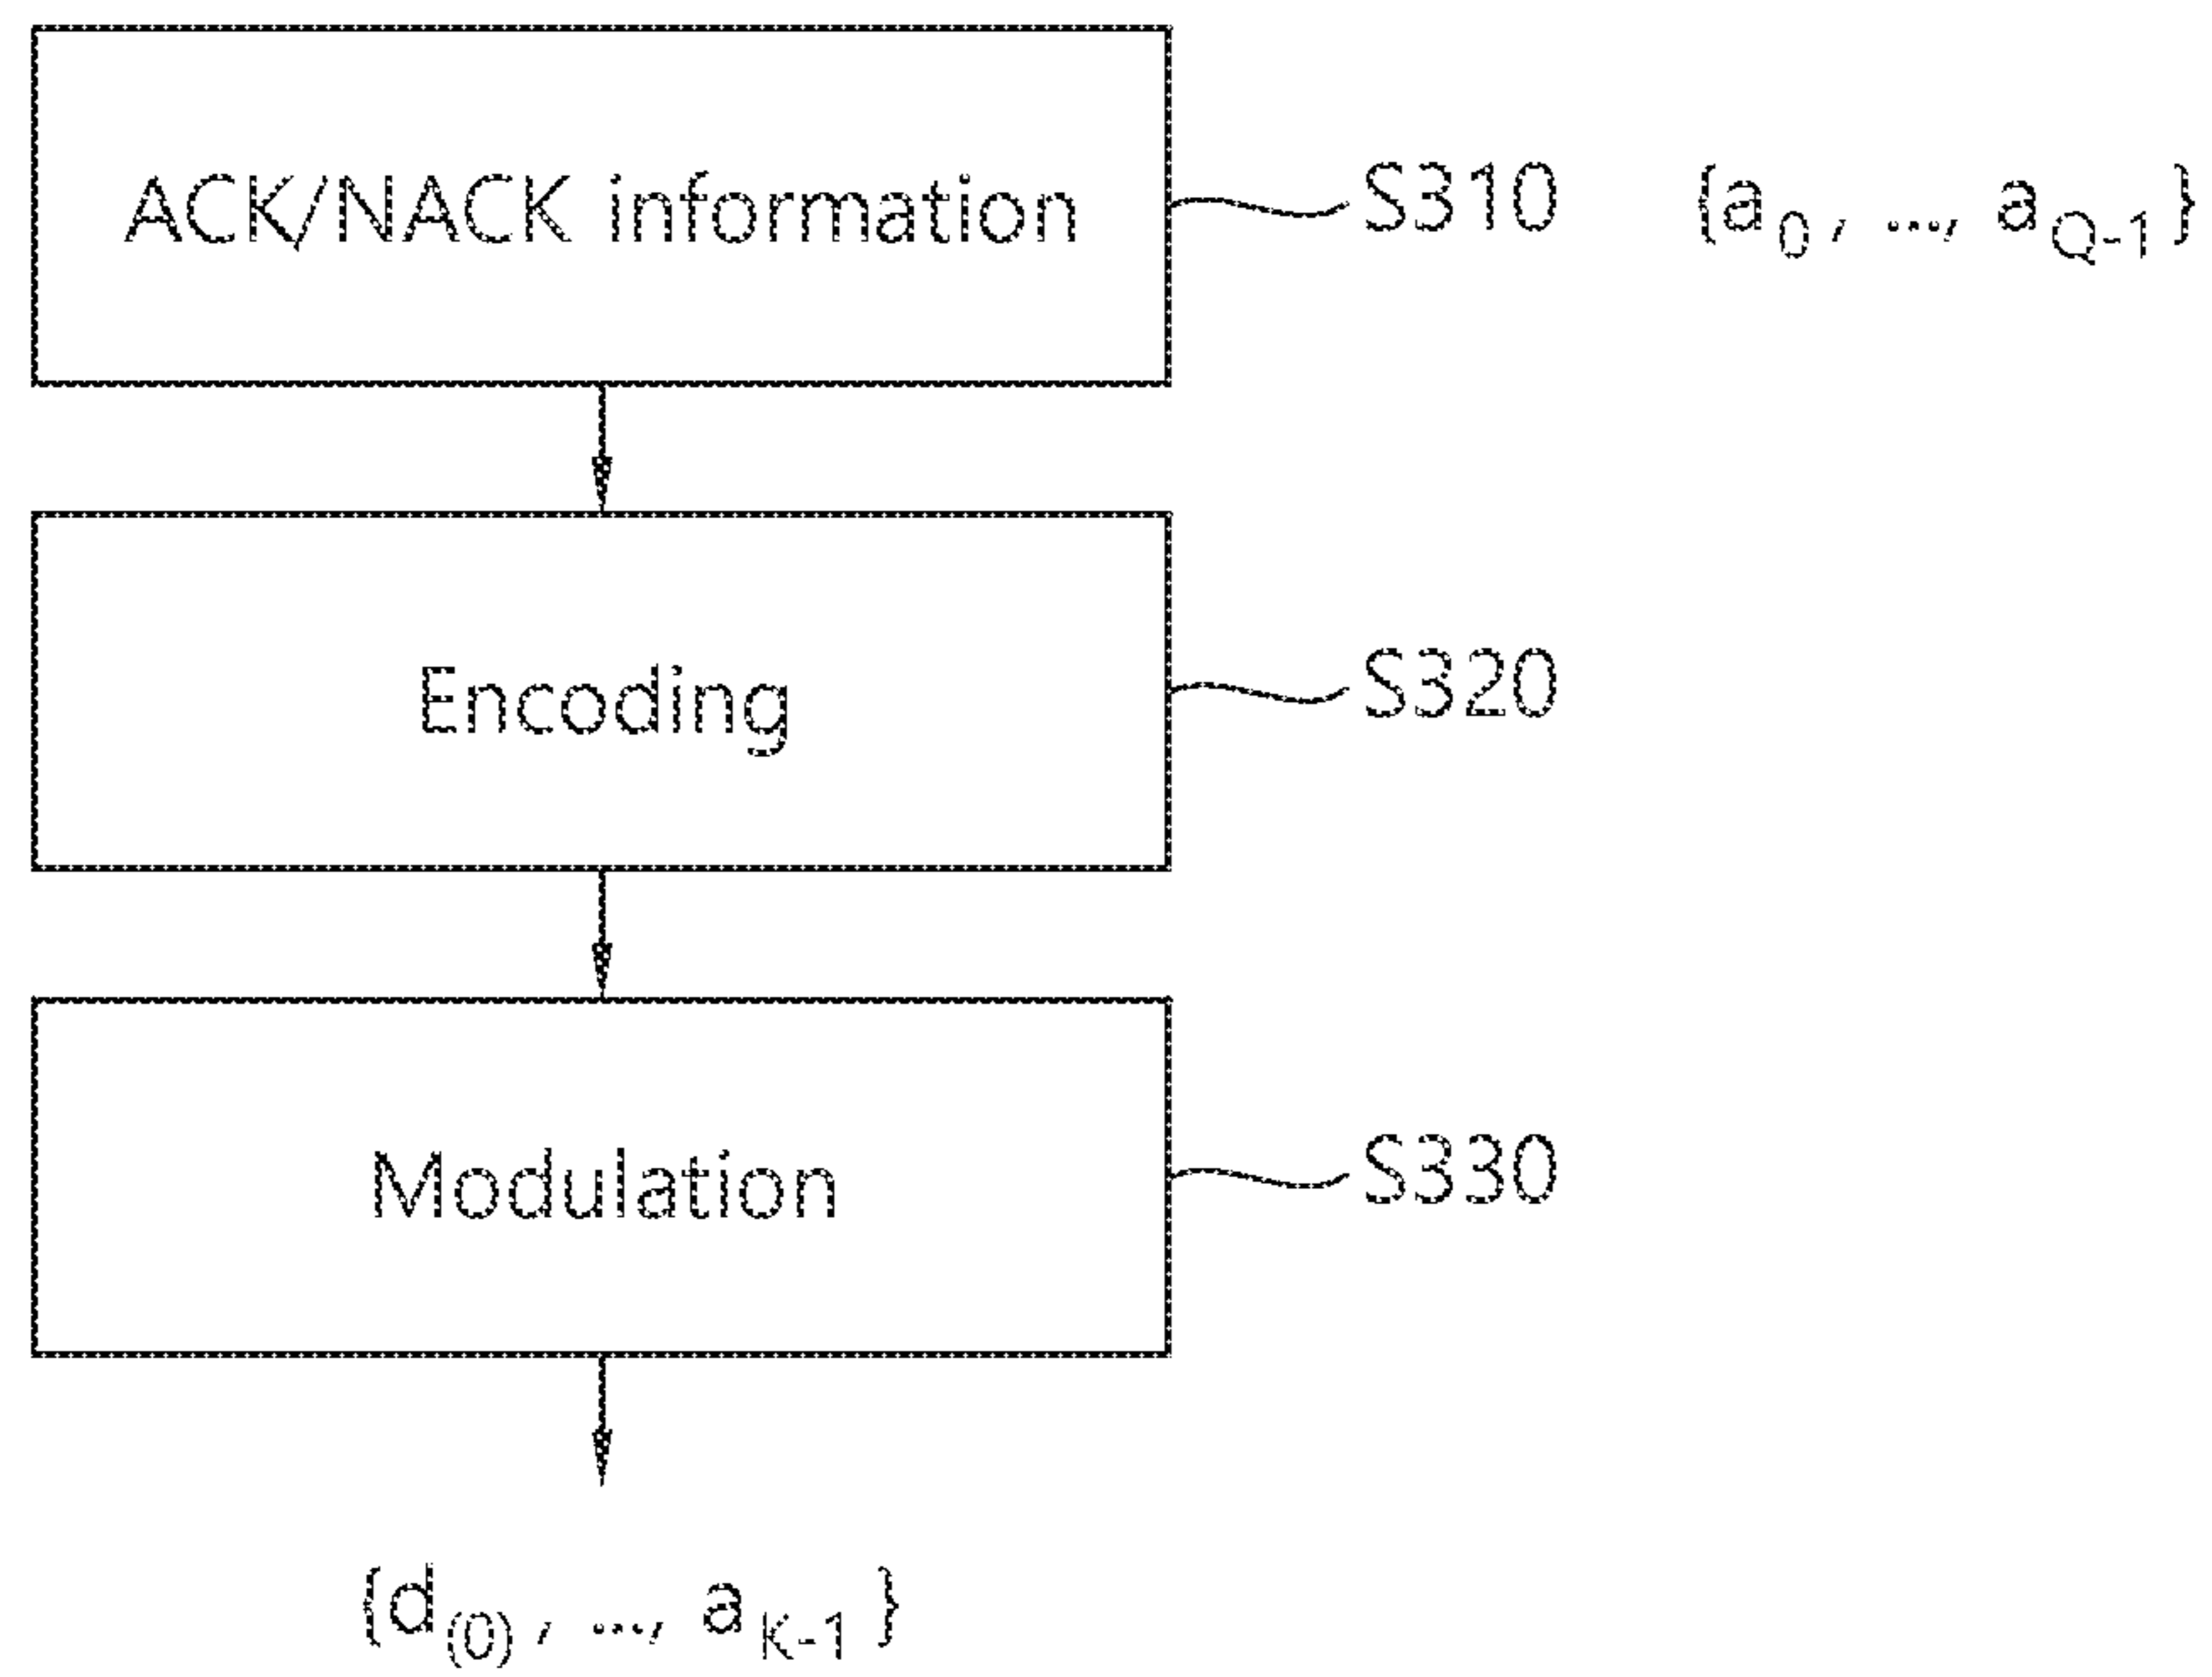 ACK/NACK information S310 {a0, ..., aQ-1}
Encoding S320
Modulation S330
{d(0), ..., aK-1}